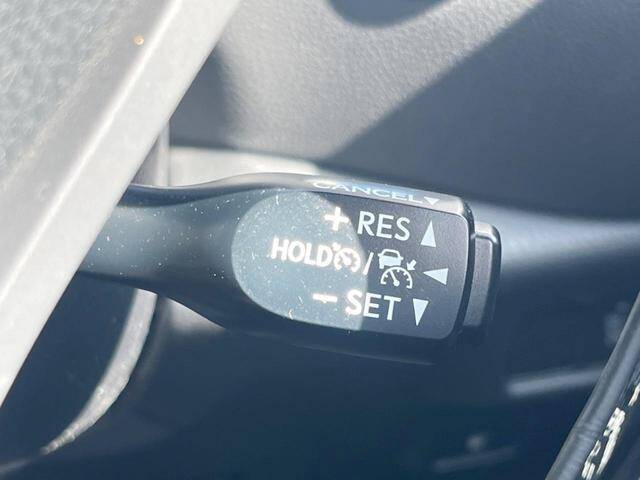 CANCEL
+ RES
HOLD /
− SET